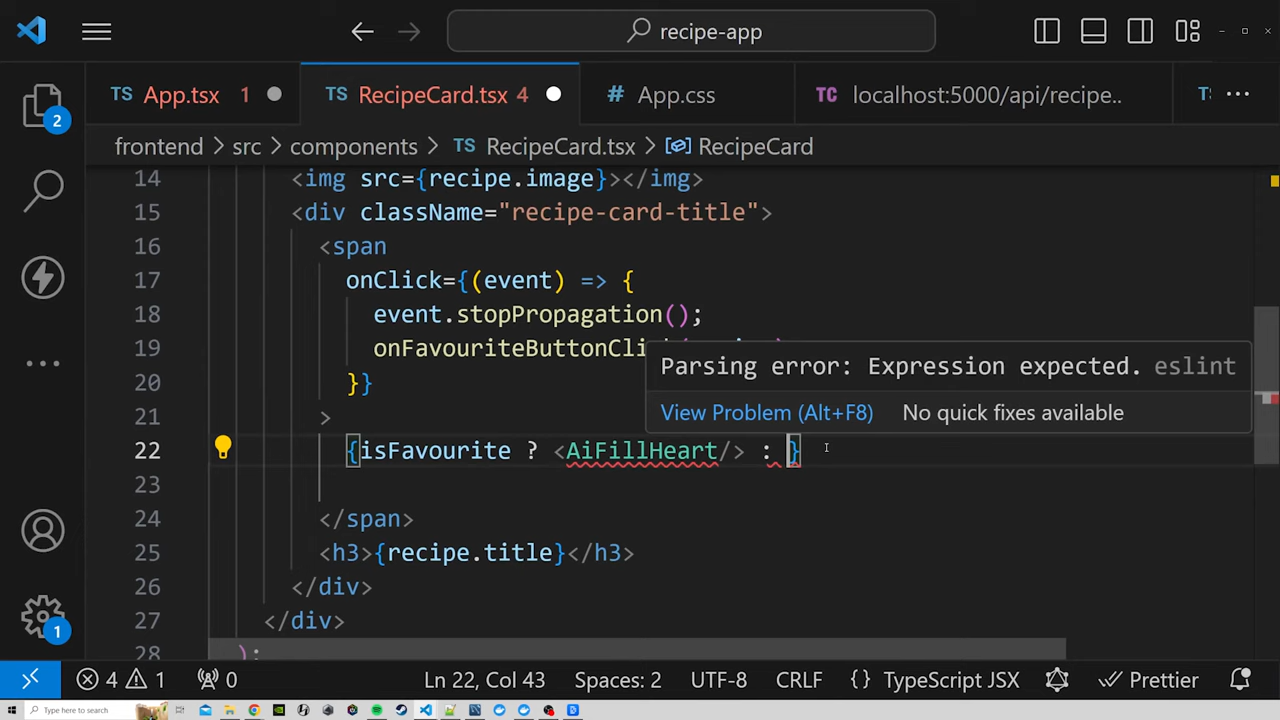 recipe-app
TS App.tsx 1
TS RecipeCard.tsx 4
# App.css
TC localhost:5000/api/recipe..
TS ···
frontend > src > components > TS RecipeCard.tsx > RecipeCard
14 <img src={recipe.image}></img>
15 <div className="recipe-card-title">
16 <span
17 onClick={(event) => {
18 event.stopPropagation();
19 onFavouriteButtonCli
Parsing error: Expression expected. eslint
20 }}
View Problem (Alt+F8) No quick fixes available
21 >
22 {isFavourite ? <AiFillHeart/> : }
23
24 </span>
25 <h3>{recipe.title}</h3>
26 </div>
27 </div>
28 );
2
1
4 1 0 Ln 22, Col 43 Spaces: 2 UTF-8 CRLF {} TypeScript JSX Prettier
Type here to search